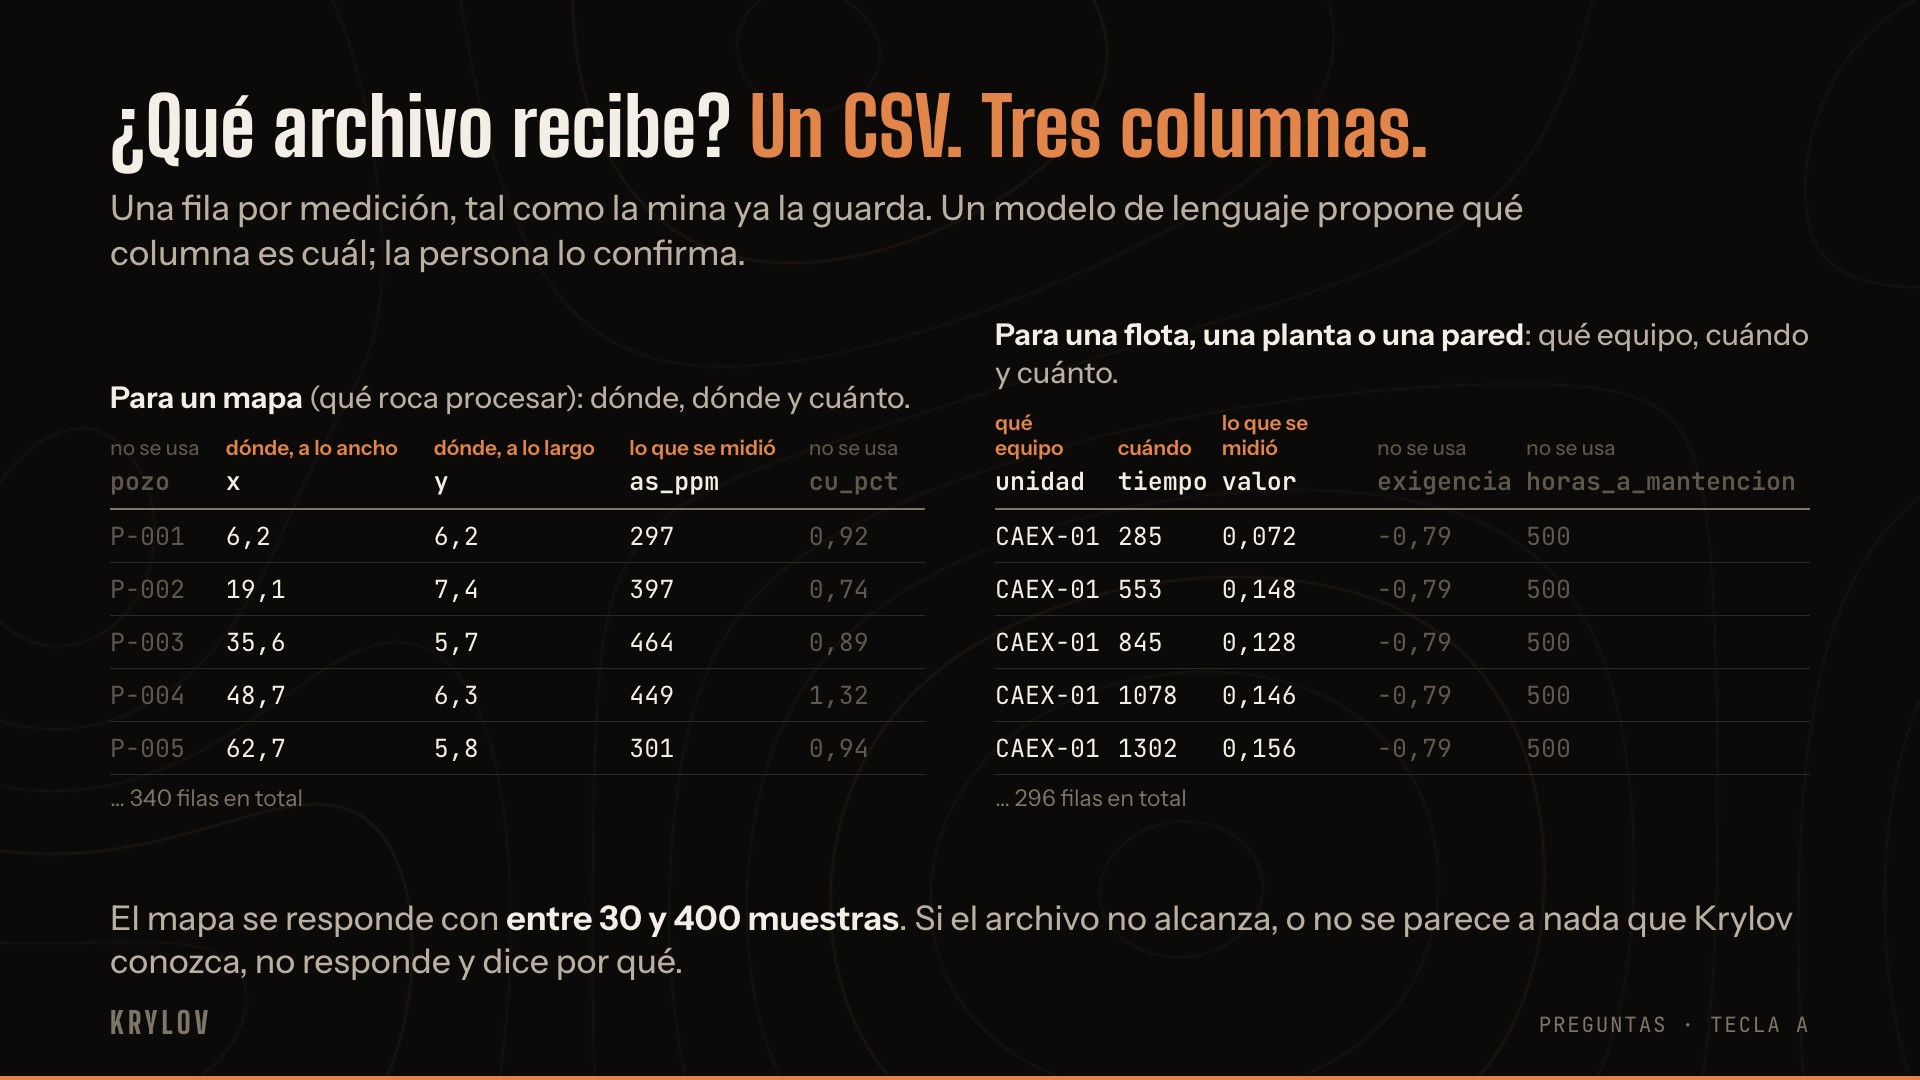 ¿Qué archivo recibe? Un CSV. Tres columnas.
Una fila por medición, tal como la mina ya la guarda. Un modelo de lenguaje propone qué
columna es cuál; la persona lo confirma.
Para un mapa (qué roca procesar): dónde, dónde y cuánto.
no se usa dónde, a lo ancho dónde, a lo largo lo que se midió no se usa
pozo x y as_ppm cu_pct
P-001 6,2 6,2 297 0,92
P-002 19,1 7,4 397 0,74
P-003 35,6 5,7 464 0,89
P-004 48,7 6,3 449 1,32
P-005 62,7 5,8 301 0,94
... 340 filas en total
Para una flota, una planta o una pared: qué equipo, cuándo
y cuánto.
qué equipo cuándo lo que se midió no se usa no se usa
unidad tiempo valor exigencia horas_a_mantencion
CAEX-01 285 0,072 -0,79 500
CAEX-01 553 0,148 -0,79 500
CAEX-01 845 0,128 -0,79 500
CAEX-01 1078 0,146 -0,79 500
CAEX-01 1302 0,156 -0,79 500
... 296 filas en total
El mapa se responde con entre 30 y 400 muestras. Si el archivo no alcanza, o no se parece a nada que Krylov
conozca, no responde y dice por qué.
KRYLOV
PREGUNTAS · TECLA A